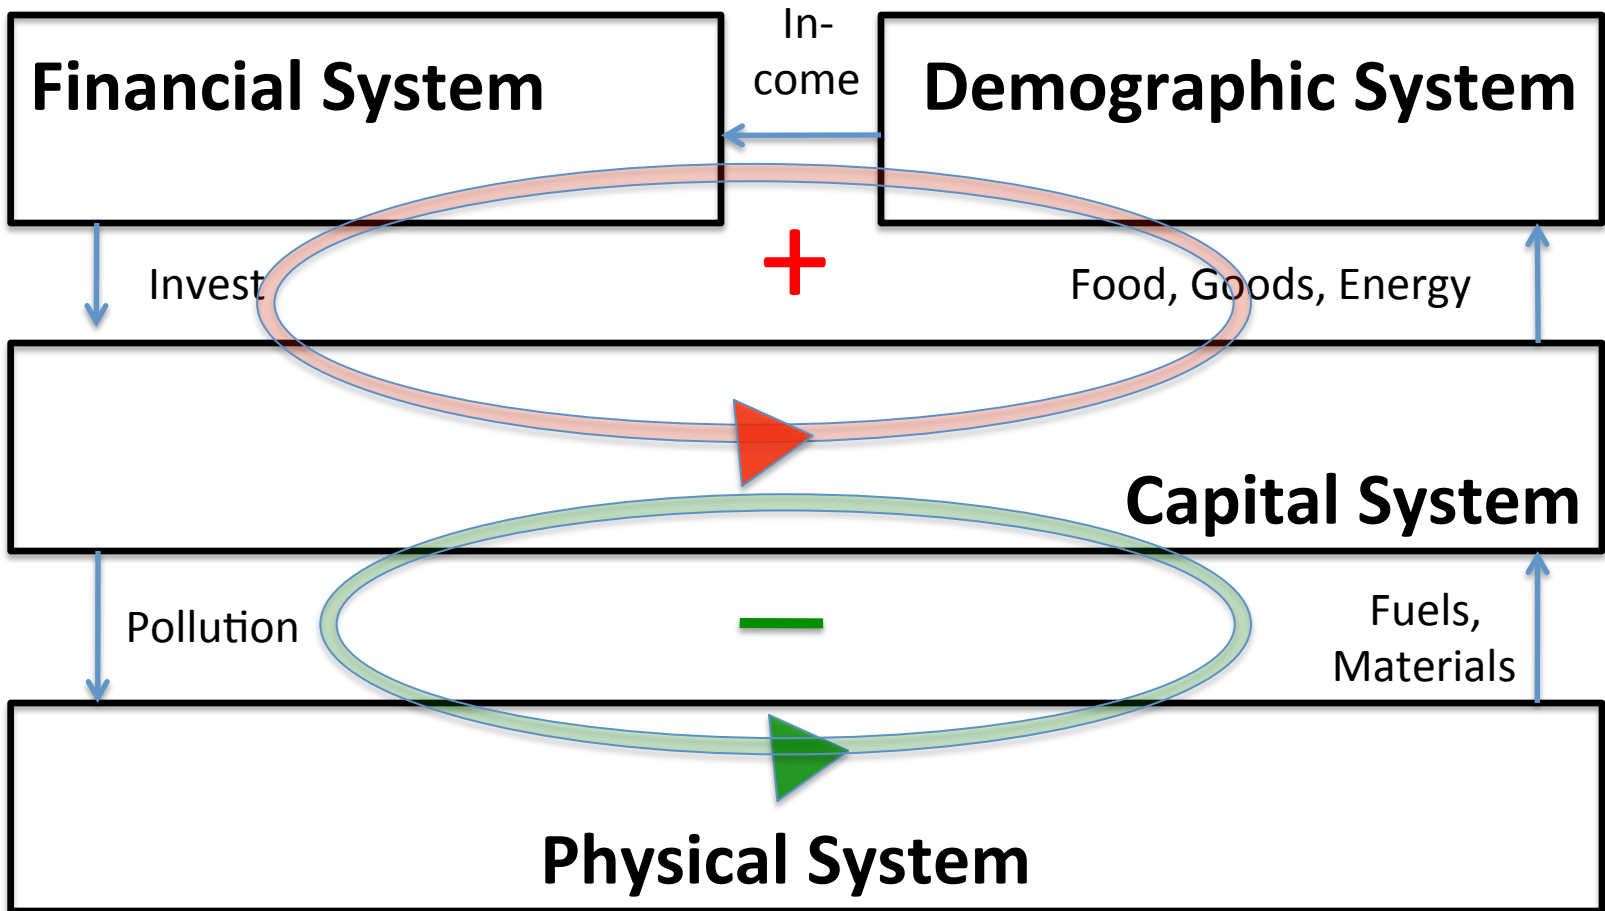 In-
come
Financial System
Demographic System
+
Invest
Food, Goods, Energy
Capital System
Pollution
—
Fuels,
Materials
Physical System